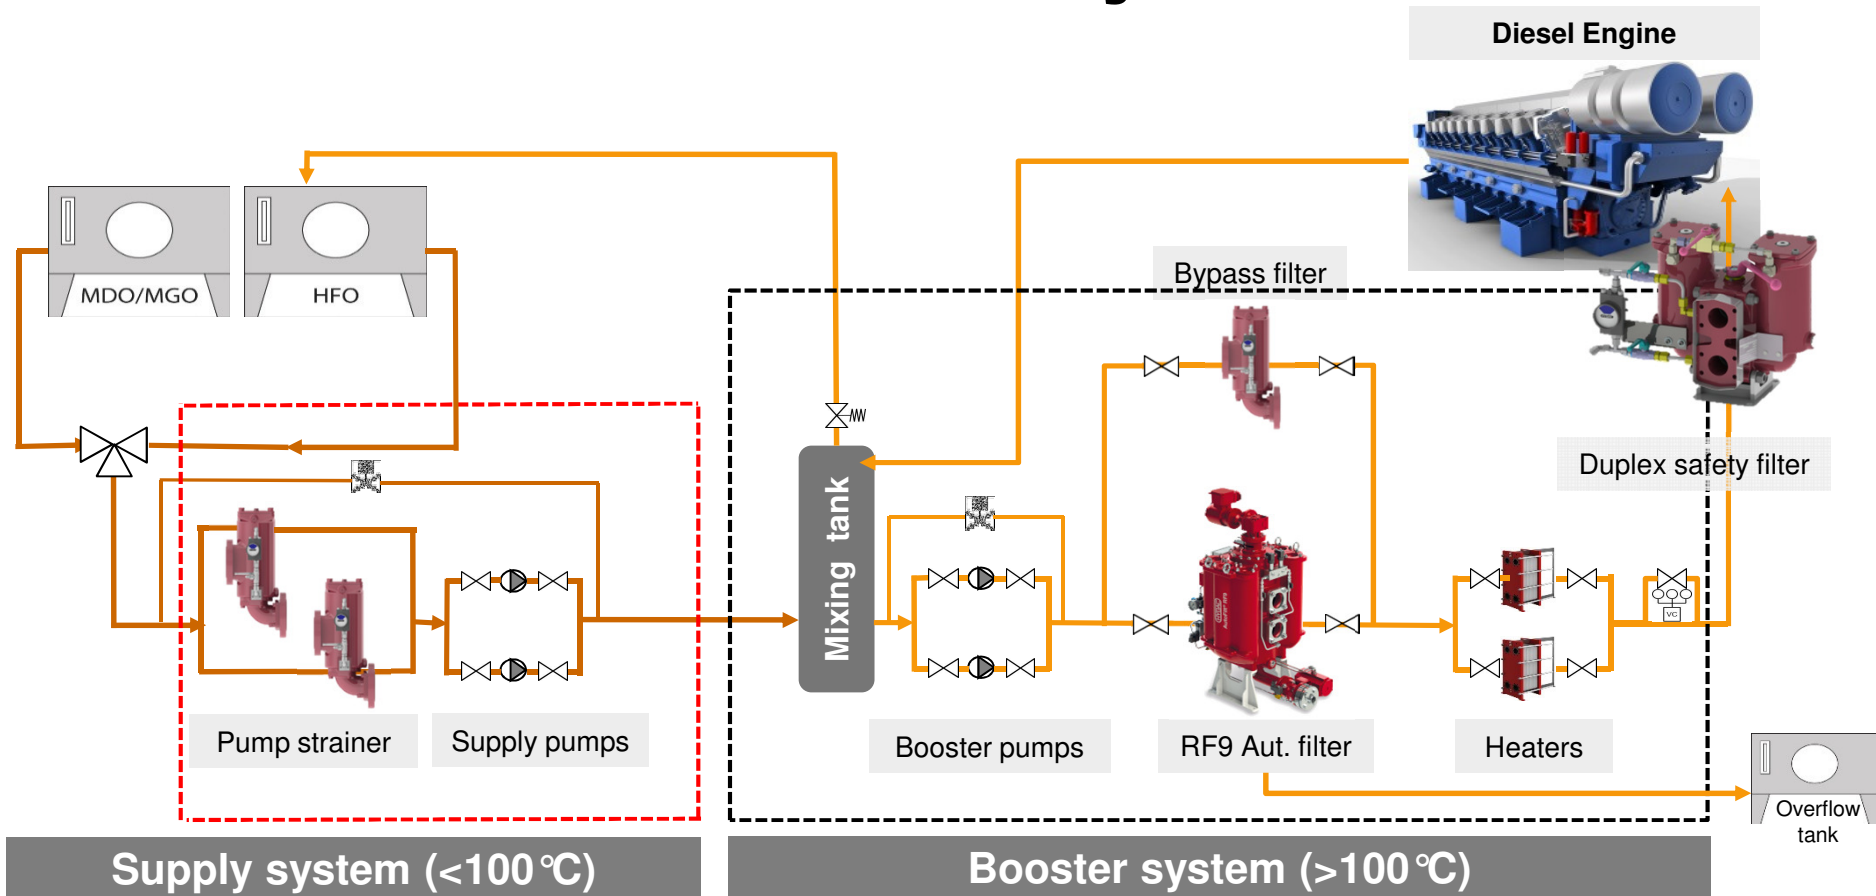 Diesel Engine
MDO/MGO
HFO
Bypass filter
Duplex safety filter
Mixing tank
VC
Pump strainer
Supply pumps
Booster pumps
RF9 Aut. filter
Heaters
Overflow
tank
Supply system (<100°C)
Booster system (>100°C)